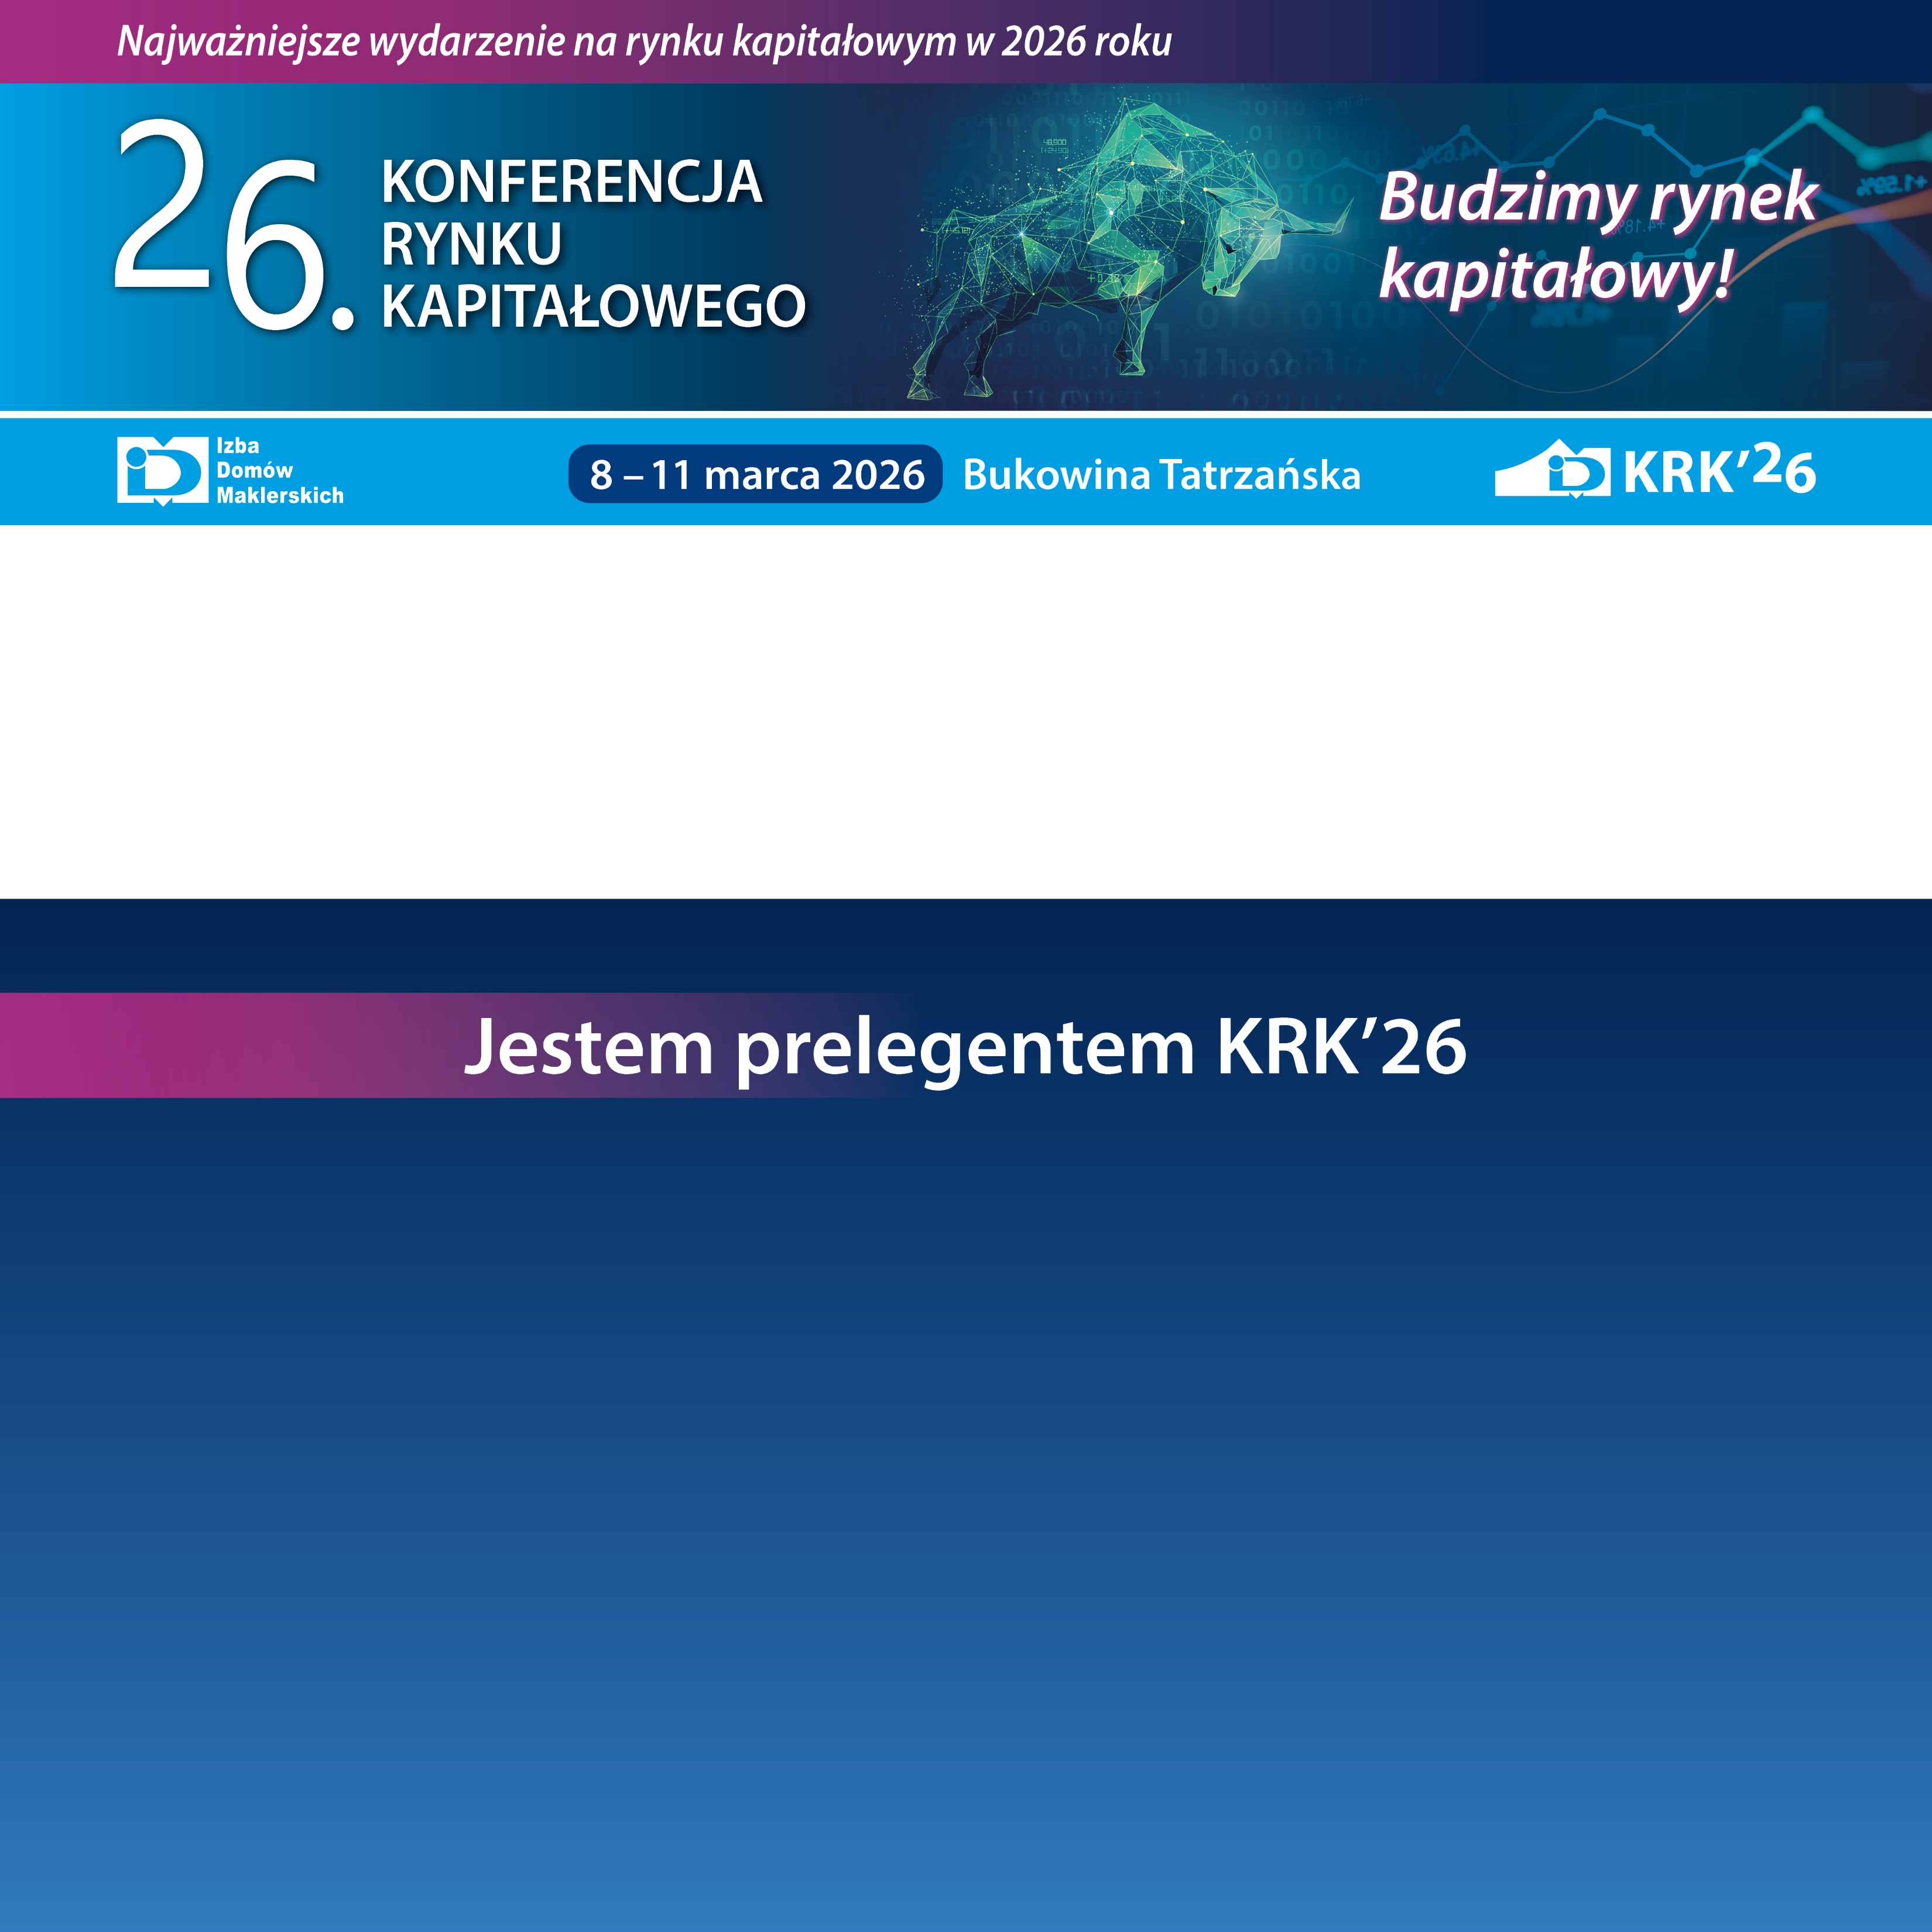 Najważniejsze wydarzenie na rynku kapitałowym w 2026 roku
26.
KONFERENCJA
RYNKU
KAPITAŁOWEGO
Budzimy rynek
kapitałowy!
Izba
Domów
Maklerskich
8 – 11 marca 2026 Bukowina Tatrzańska
KRK’26
Jestem prelegentem KRK’26